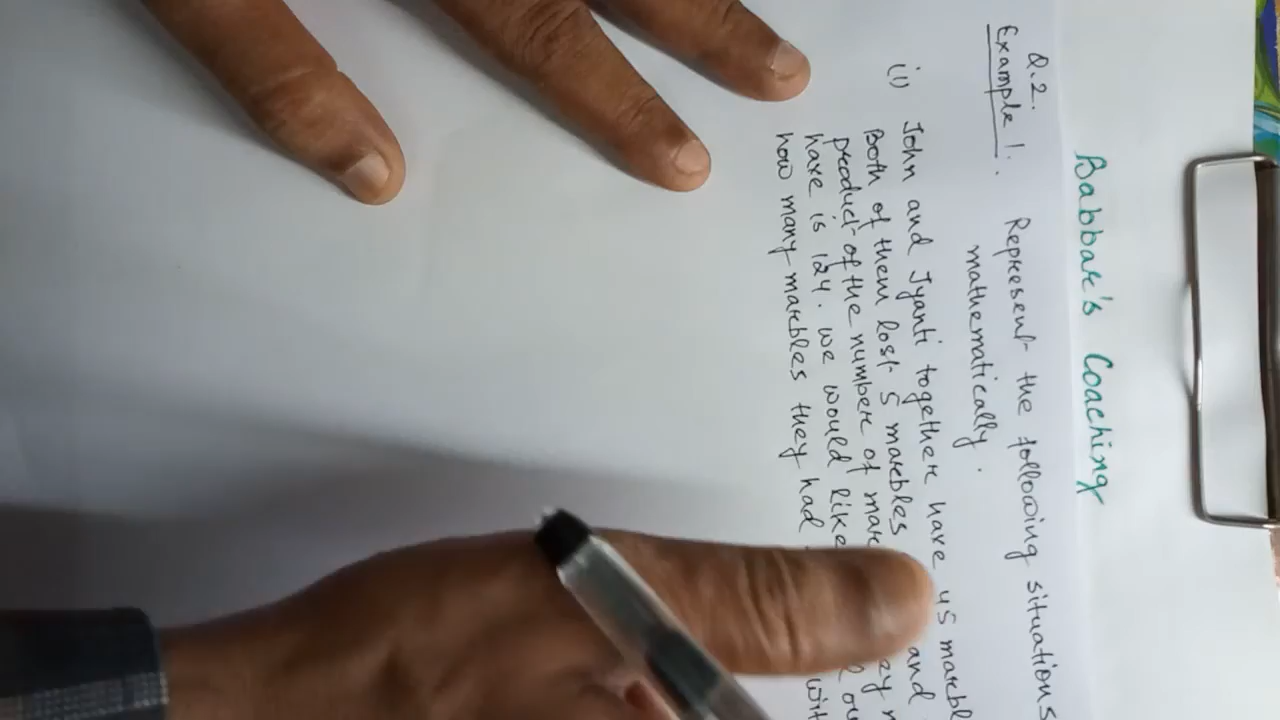 Babbar's Coaching
Q.2.
Example 1. Represent the following situations
mathematically.
(i) John and Jyanti together have 45 marbl
Both of them lost 5 marbles and
product of the number of mar
have is 124. we would like
how many marbles they had